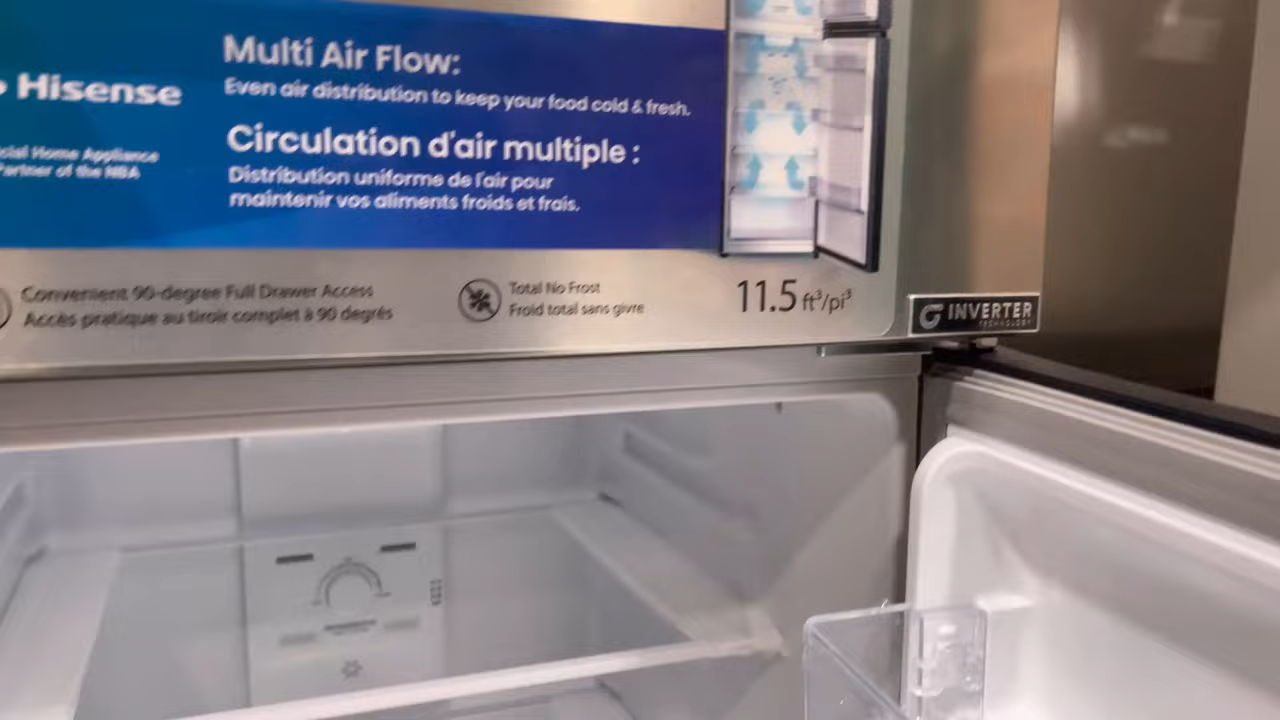 Multi Air Flow:
Even air distribution to keep your food cold & fresh.
Hisense
Circulation d'air multiple :
cial Home Appliance
Partner of the NBA
Distribution uniforme de l'air pour
maintenir vos aliments froids et frais.
Convenient 90-degree Full Drawer Access
Accès pratique au tiroir complet à 90 degrés
Total No Frost
Froid total sans givre
11.5 ft³/pi³
INVERTER
TECHNOLOGY